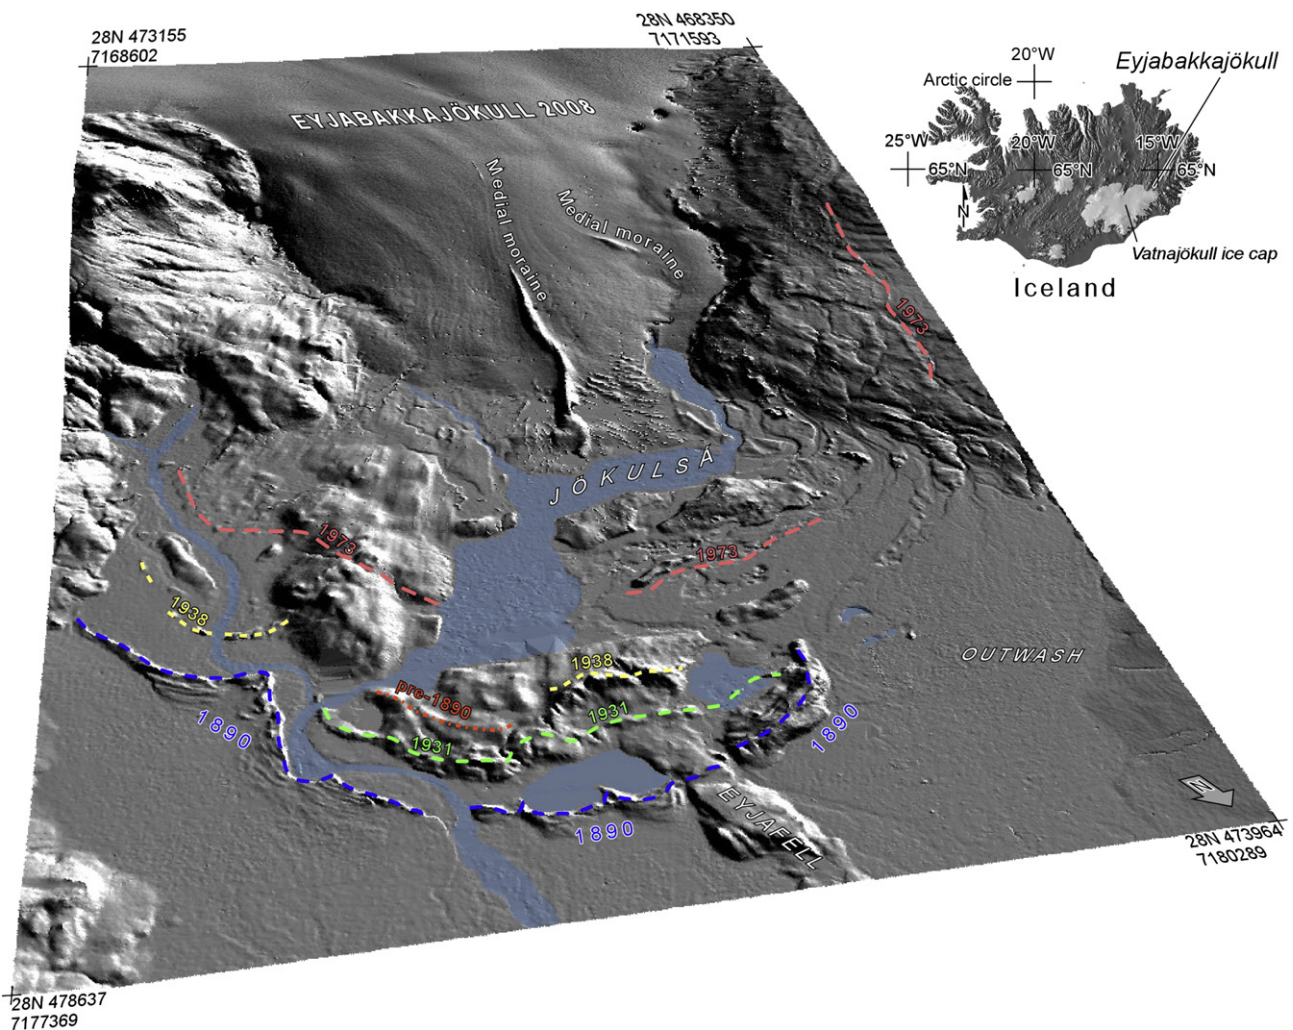 28N 473155
7168602
28N 468350
7171593
20°W
Eyjabakkajökull
Arctic circle
EYJABAKKAJÖKULL 2008
25°W
20°W
15°W
65°N
65°N
65°N
N
Medial moraine
Medial moraine
Vatnajökull ice cap
Iceland
1973
JÖKULSÁ
1973
1973
1938
1938
OUTWASH
pre-1890
1931
1931
1890
1890
1890
EYJAFELL
N
28N 473964
7180289
28N 478637
7177369